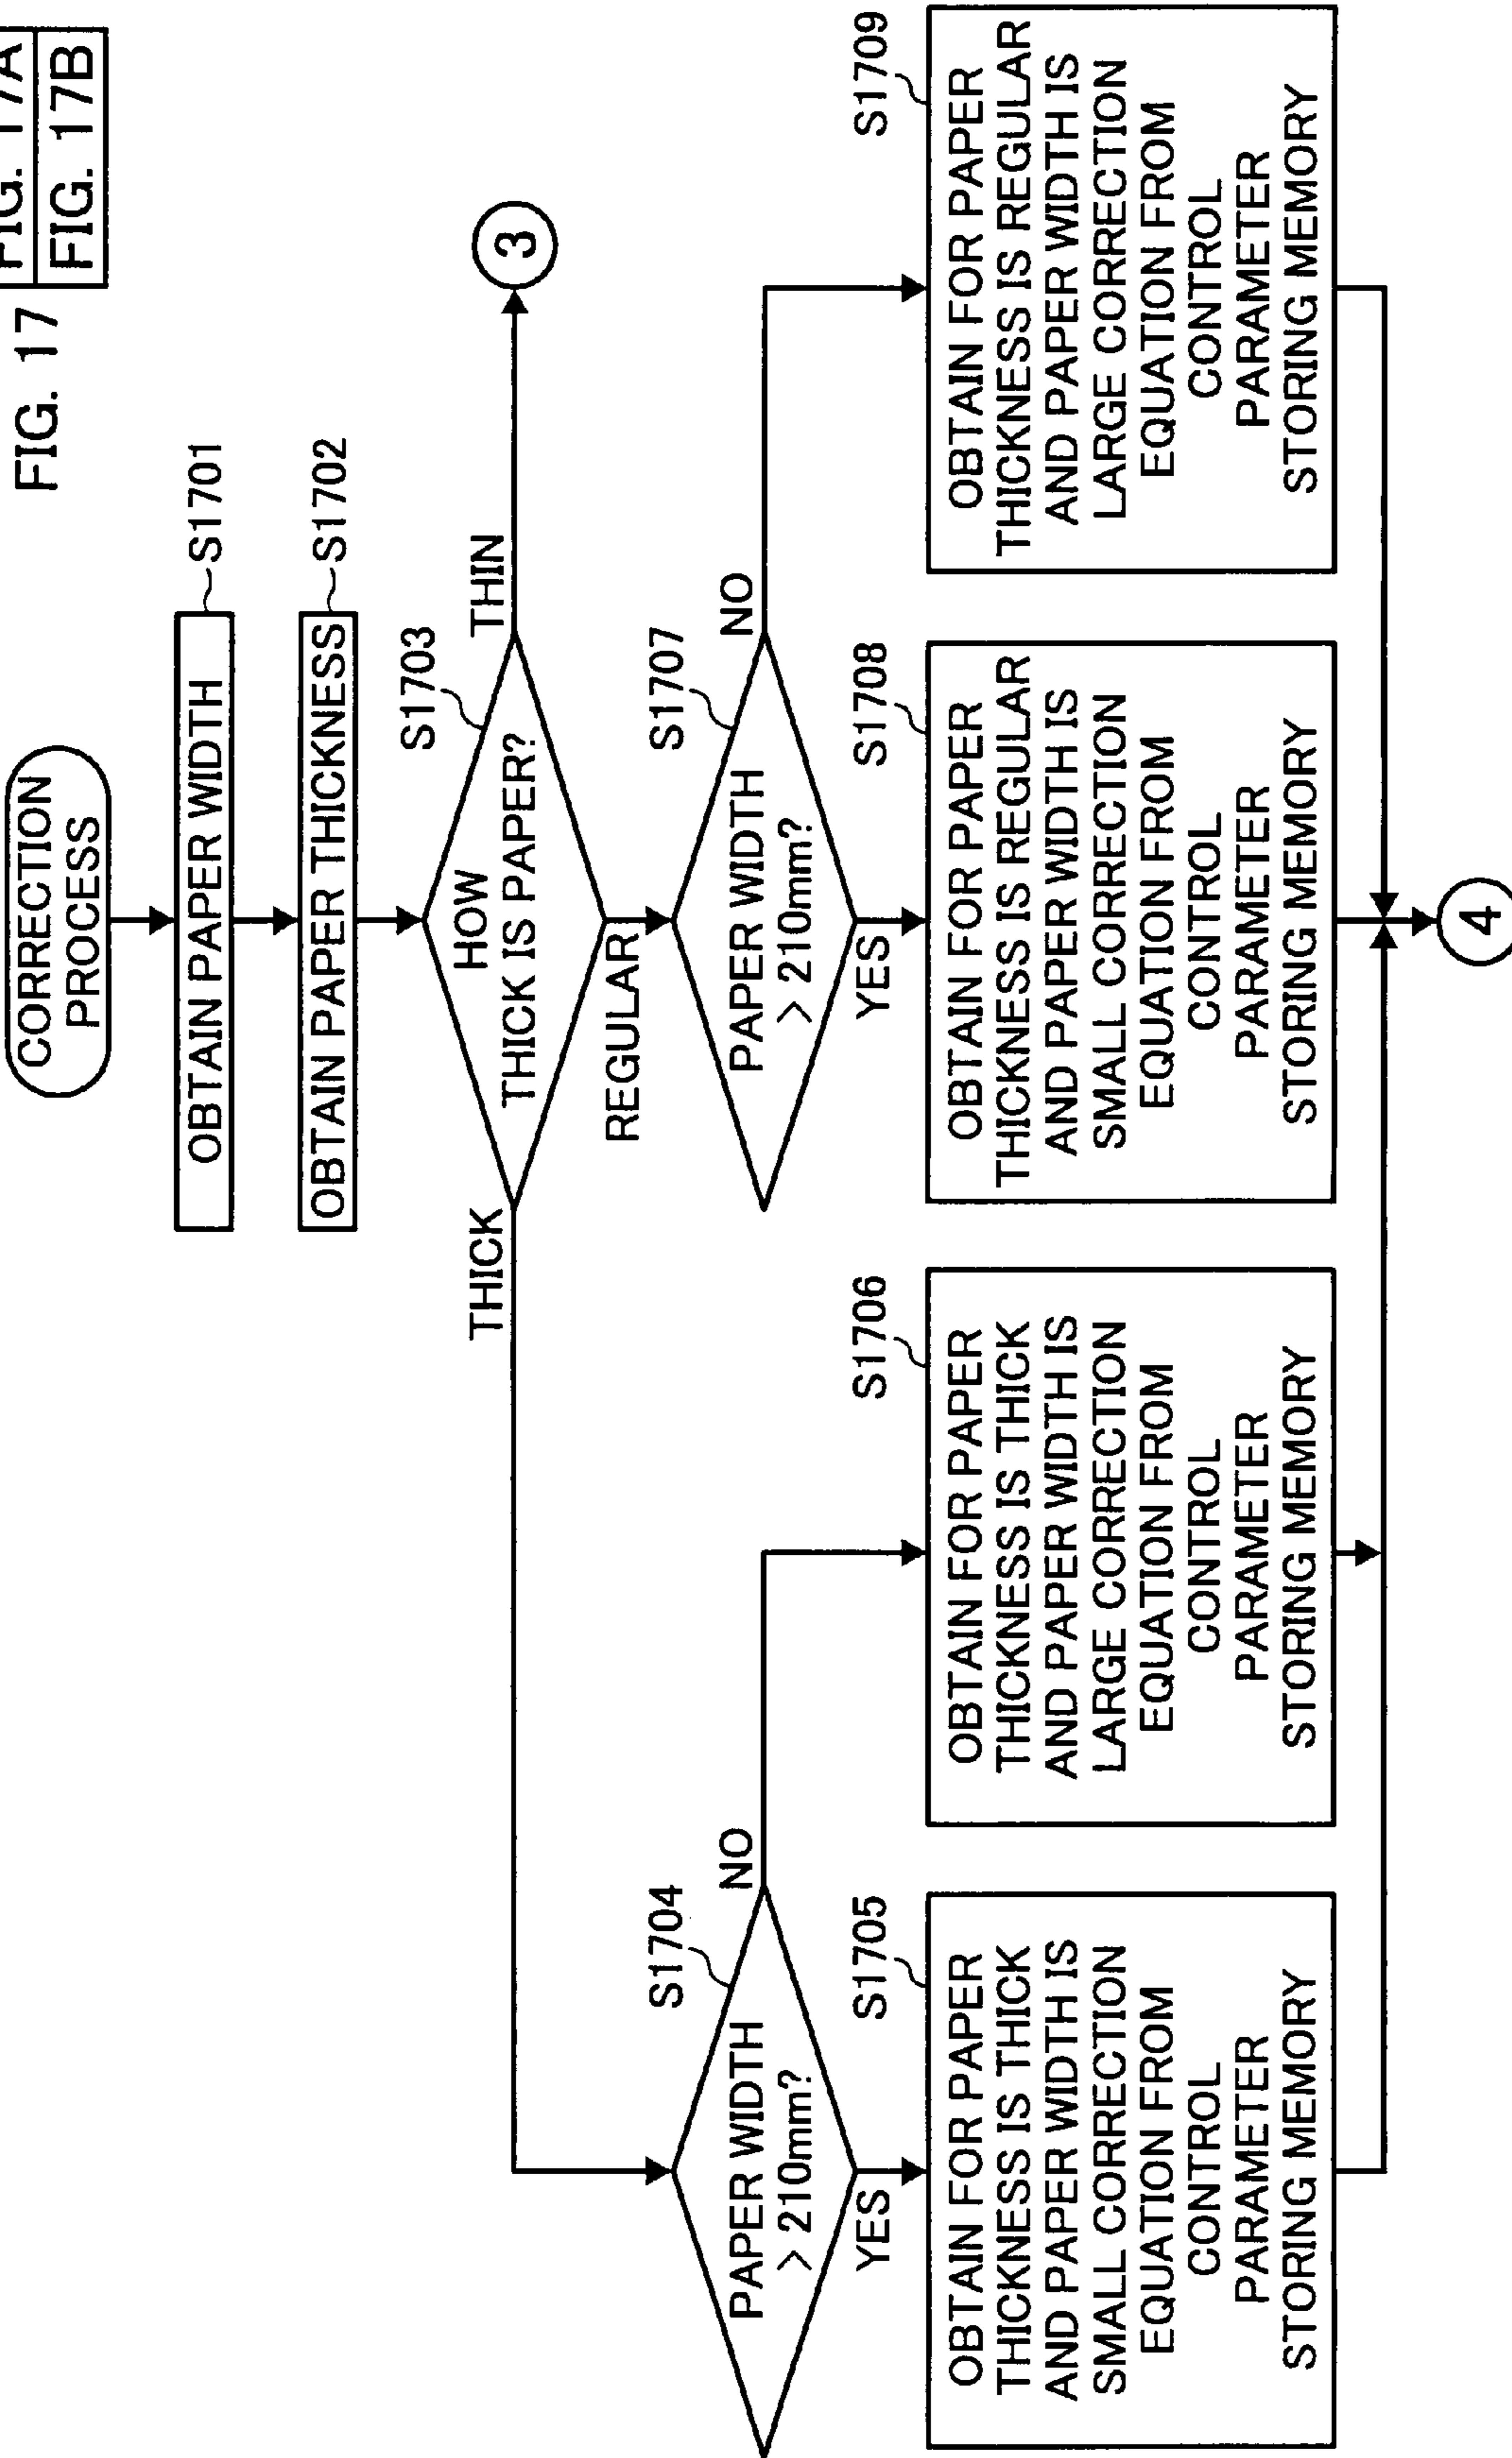 FIG. 17
FIG. 17A
FIG. 17B
CORRECTION
PROCESS
OBTAIN PAPER WIDTH
S1701
OBTAIN PAPER THICKNESS
S1702
HOW
THICK IS PAPER?
S1703
THICK
THIN
REGULAR
3
PAPER WIDTH
> 210mm?
S1704
NO
YES
PAPER WIDTH
> 210mm?
S1707
NO
YES
S1705
OBTAIN FOR PAPER
THICKNESS IS THICK
AND PAPER WIDTH IS
SMALL CORRECTION
EQUATION FROM
CONTROL
PARAMETER
STORING MEMORY
S1706
OBTAIN FOR PAPER
THICKNESS IS THICK
AND PAPER WIDTH IS
LARGE CORRECTION
EQUATION FROM
CONTROL
PARAMETER
STORING MEMORY
S1708
OBTAIN FOR PAPER
THICKNESS IS REGULAR
AND PAPER WIDTH IS
SMALL CORRECTION
EQUATION FROM
CONTROL
PARAMETER
STORING MEMORY
S1709
OBTAIN FOR PAPER
THICKNESS IS REGULAR
AND PAPER WIDTH IS
LARGE CORRECTION
EQUATION FROM
CONTROL
PARAMETER
STORING MEMORY
4